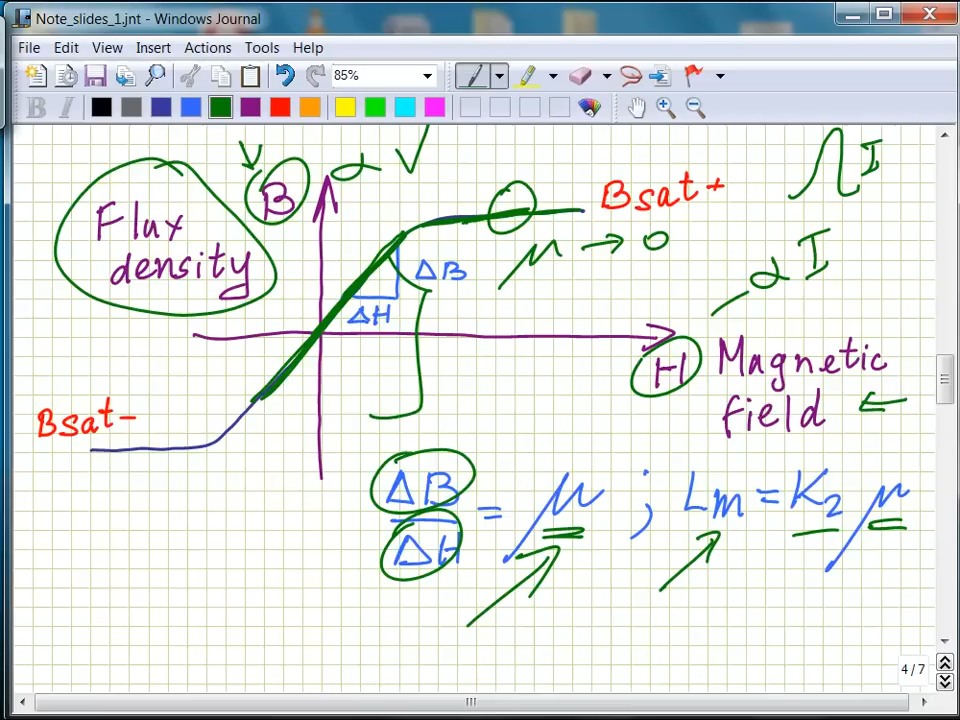 Note_slides_1.jnt - Windows Journal
File Edit View Insert Actions Tools Help
85%
B I
V B α V
I
Flux
density
Bsat+
μ → 0
α I
ΔB
ΔH
H Magnetic
field
Bsat-
ΔB
ΔH
= μ ; Lm = K2 μ
4 / 7